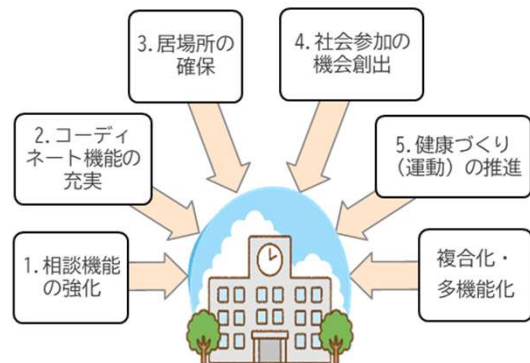 3.居場所の
確保
4.社会参加の
機会創出
2.コーディ
ネート機能の
充実
5.健康づくり
(運動)の推進
1.相談機能
の強化
複合化・
多機能化